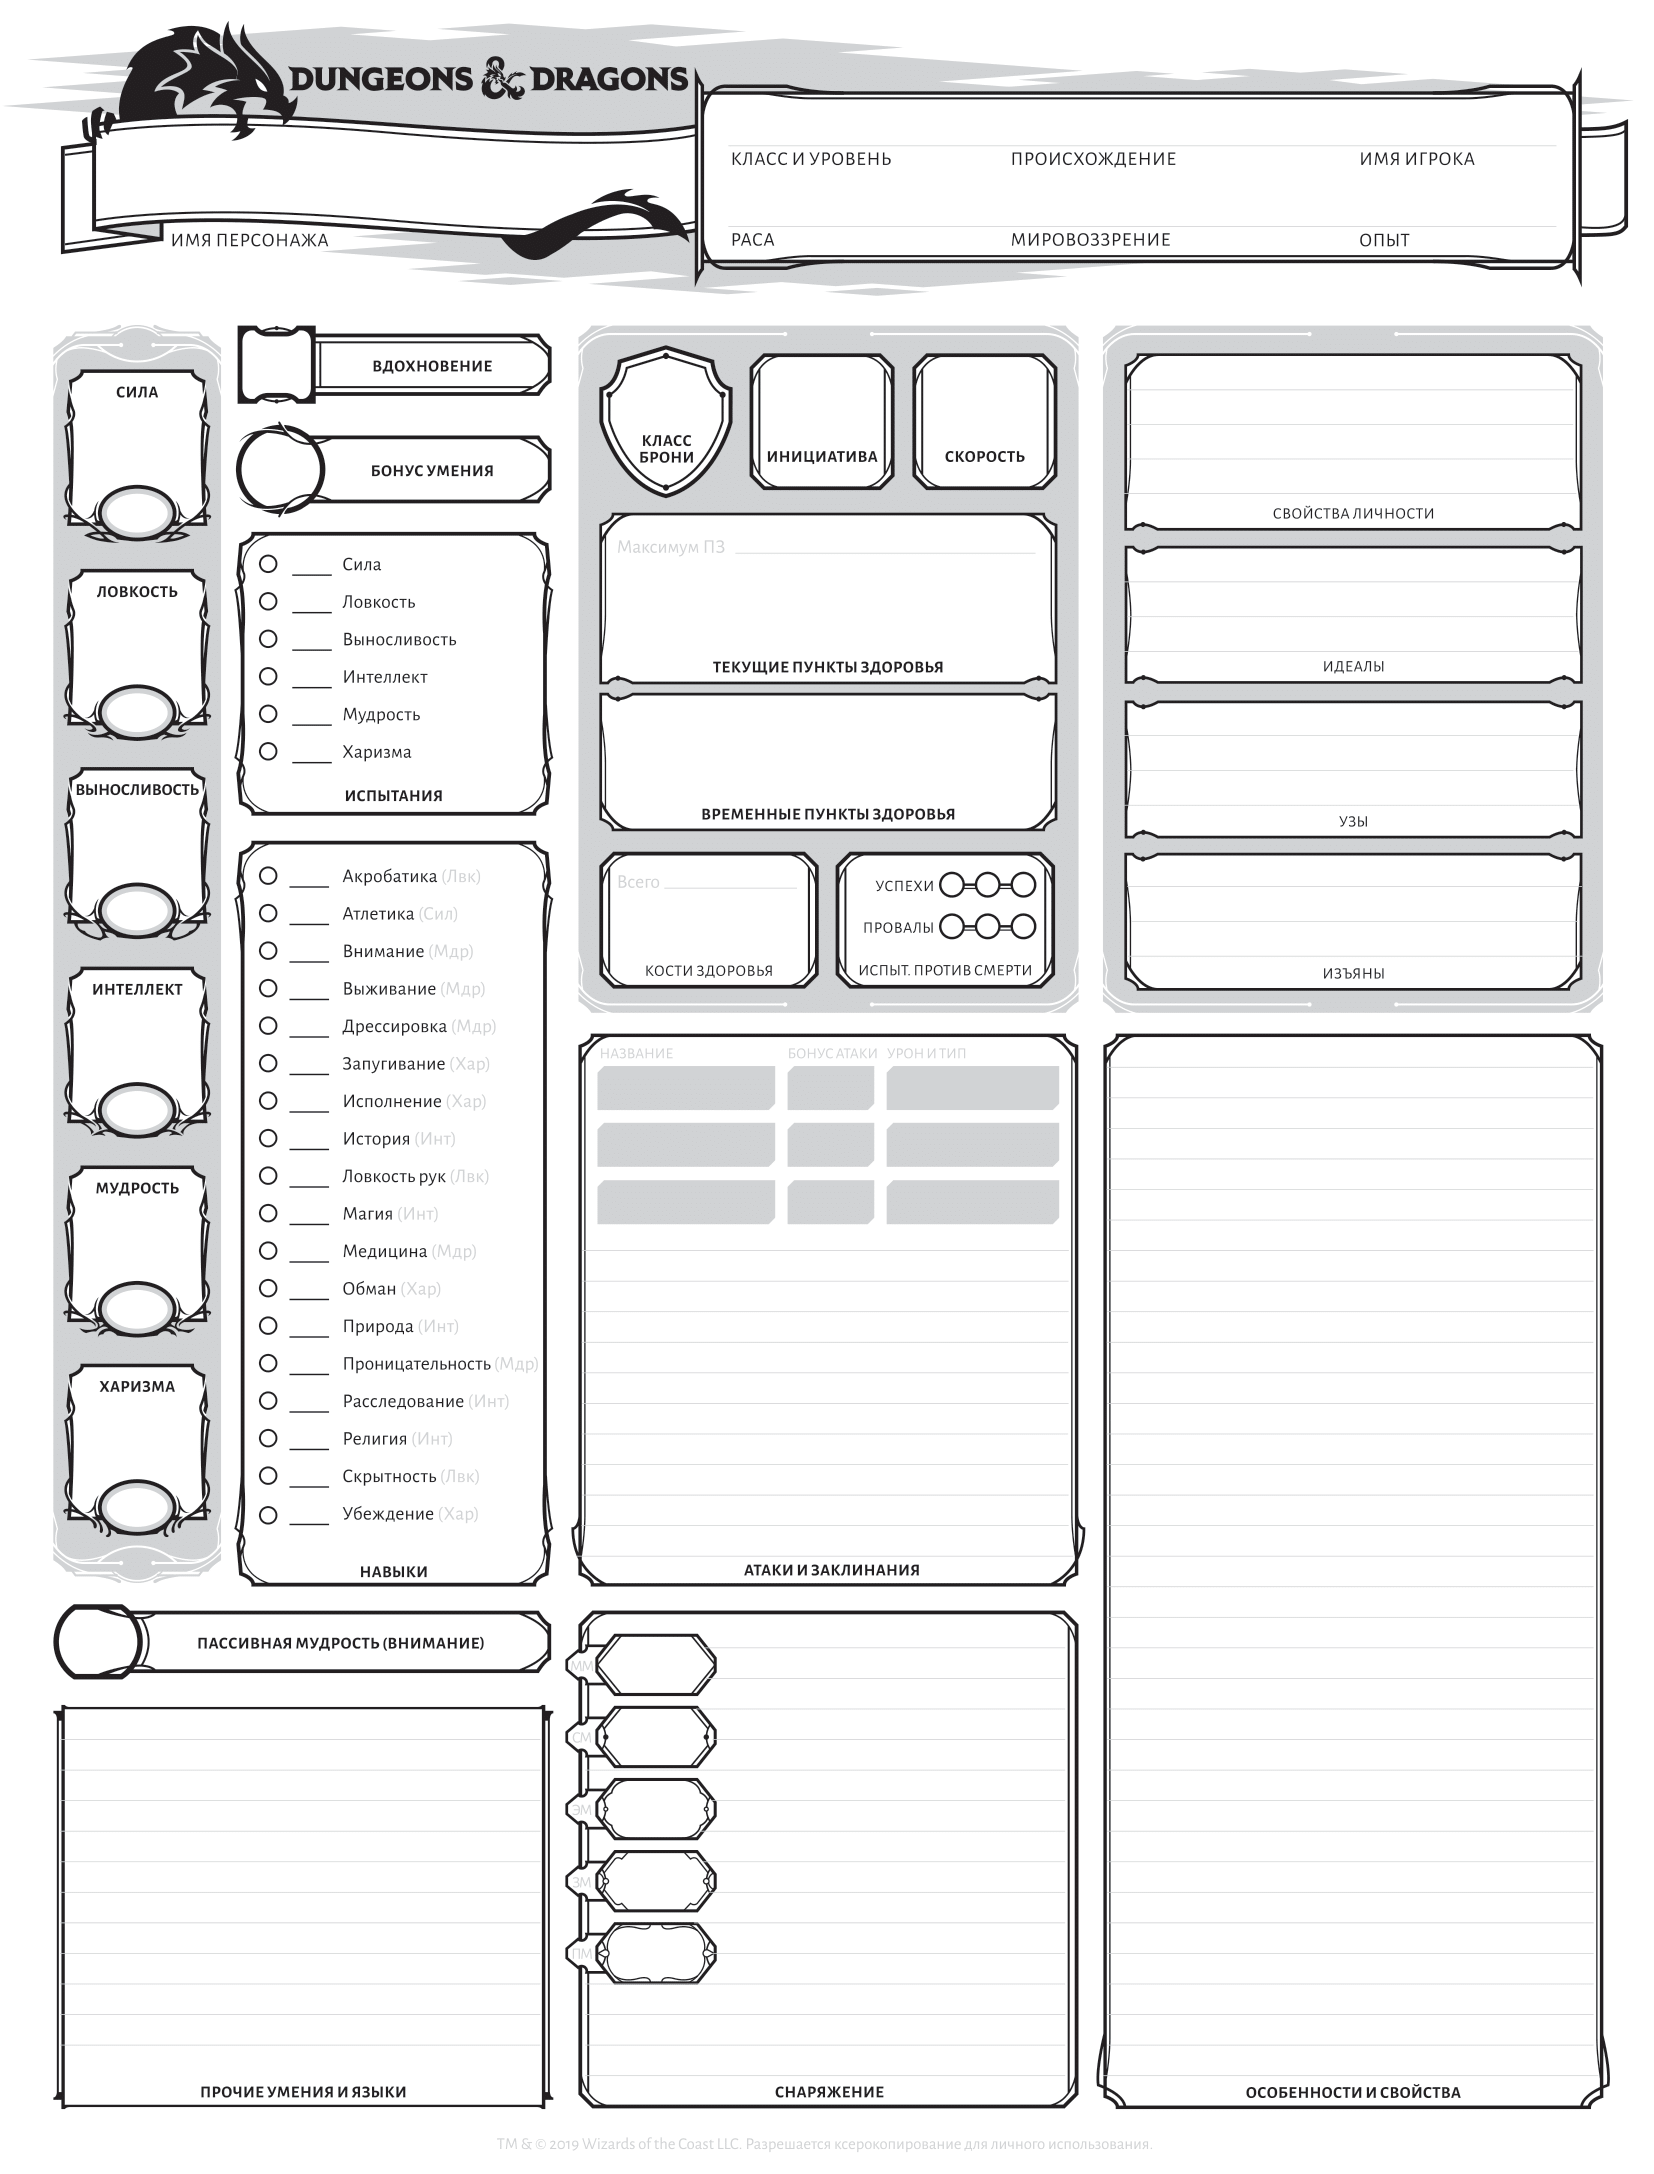 DUNGEONS & DRAGONS
КЛАСС И УРОВЕНЬ
ПРОИСХОЖДЕНИЕ
ИМЯ ИГРОКА
ИМЯ ПЕРСОНАЖА
РАСА
МИРОВОЗЗРЕНИЕ
ОПЫТ
СИЛА
ЛОВКОСТЬ
ВЫНОСЛИВОСТЬ
ИНТЕЛЛЕКТ
МУДРОСТЬ
ХАРИЗМА
ВДОХНОВЕНИЕ
БОНУС УМЕНИЯ
Сила
Ловкость
Выносливость
Интеллект
Мудрость
Харизма
ИСПЫТАНИЯ
Акробатика (Лвк)
Атлетика (Сил)
Внимание (Мдр)
Выживание (Мдр)
Дрессировка (Мдр)
Запугивание (Хар)
Исполнение (Хар)
История (Инт)
Ловкость рук (Лвк)
Магия (Инт)
Медицина (Мдр)
Обман (Хар)
Природа (Инт)
Проницательность (Мдр)
Расследование (Инт)
Религия (Инт)
Скрытность (Лвк)
Убеждение (Хар)
НАВЫКИ
ПАССИВНАЯ МУДРОСТЬ (ВНИМАНИЕ)
ПРОЧИЕ УМЕНИЯ И ЯЗЫКИ
КЛАСС
БРОНИ
ИНИЦИАТИВА
СКОРОСТЬ
Максимум ПЗ
ТЕКУЩИЕ ПУНКТЫ ЗДОРОВЬЯ
ВРЕМЕННЫЕ ПУНКТЫ ЗДОРОВЬЯ
Всего
КОСТИ ЗДОРОВЬЯ
УСПЕХИ
ПРОВАЛЫ
ИСПЫТ. ПРОТИВ СМЕРТИ
НАЗВАНИЕ
БОНУС АТАКИ
УРОН И ТИП
АТАКИ И ЗАКЛИНАНИЯ
ММ
СМ
ЭМ
ЗМ
ПМ
СНАРЯЖЕНИЕ
СВОЙСТВА ЛИЧНОСТИ
ИДЕАЛЫ
УЗЫ
ИЗЪЯНЫ
ОСОБЕННОСТИ И СВОЙСТВА
TM & © 2019 Wizards of the Coast LLC. Разрешается ксерокопирование для личного использования.